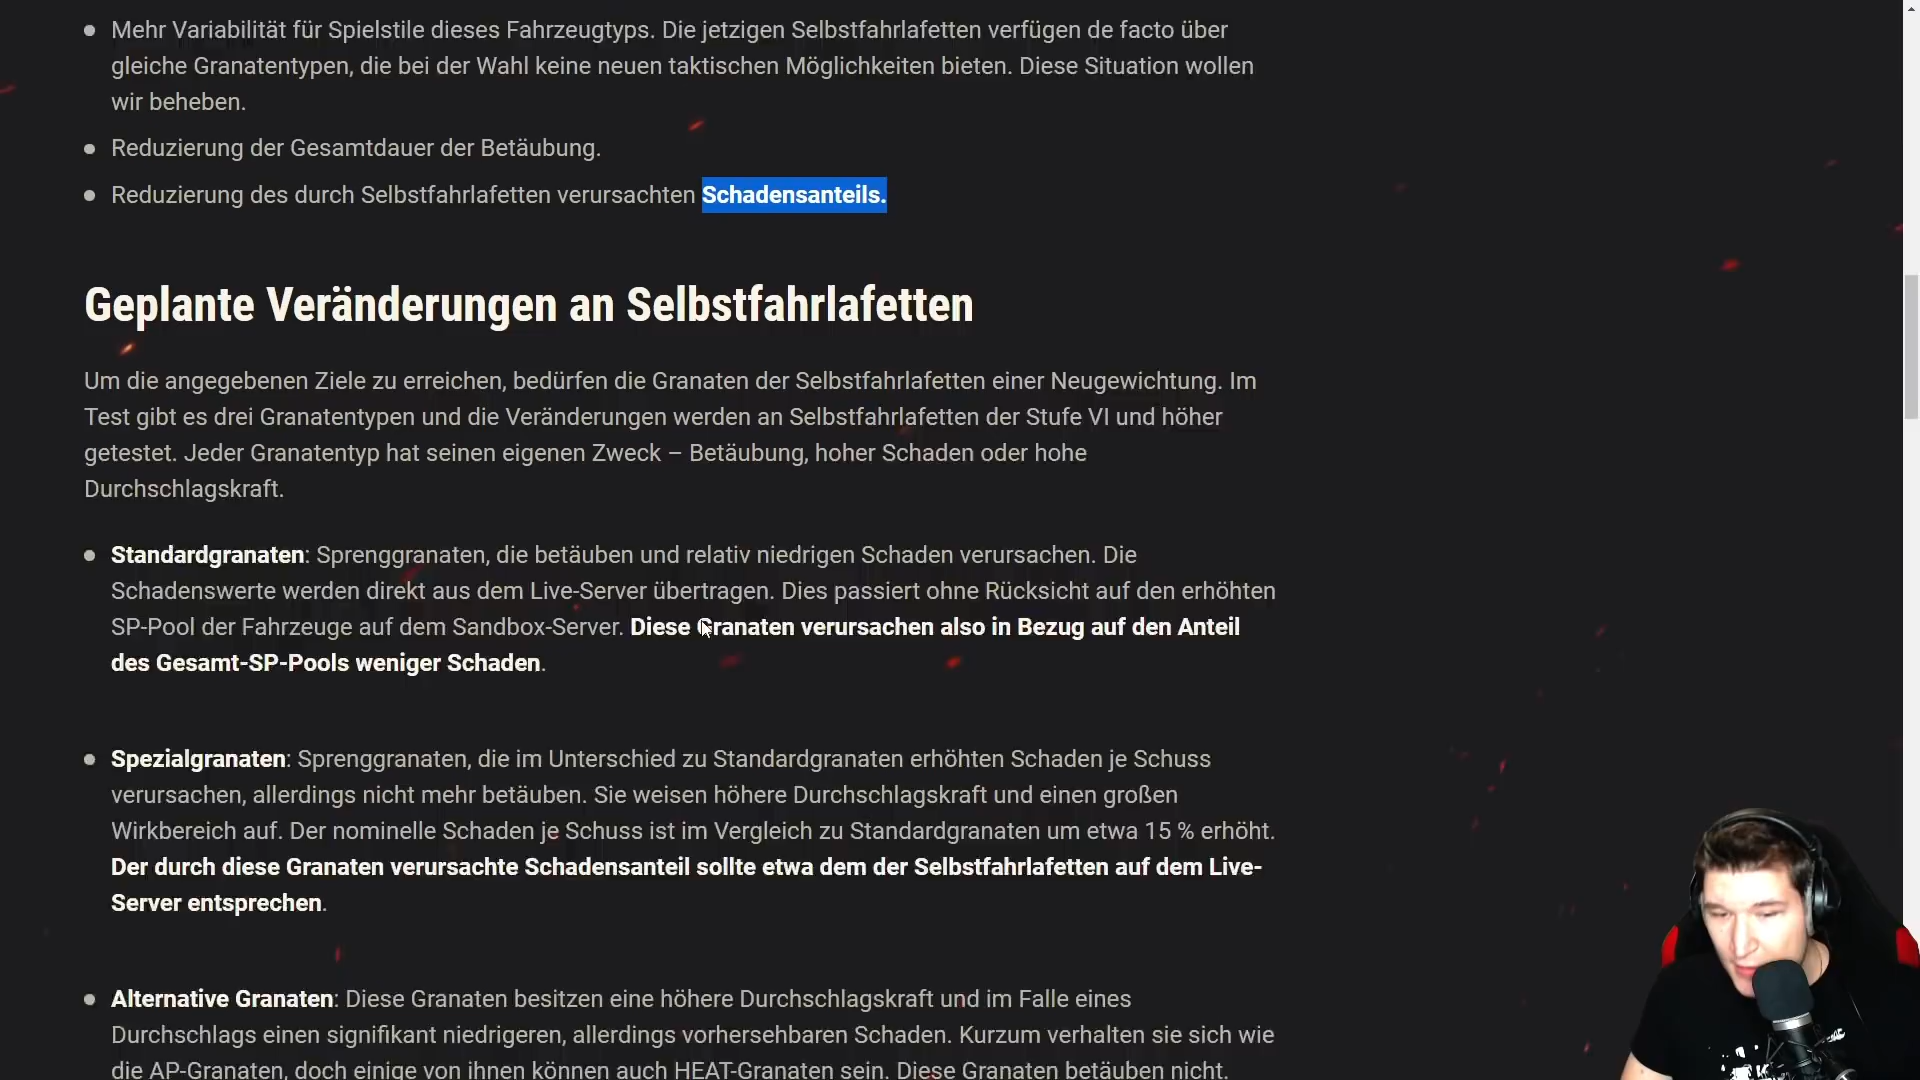 Mehr Variabilität für Spielstile dieses Fahrzeugtyps. Die jetzigen Selbstfahrlafetten verfügen de facto über
gleiche Granatentypen, die bei der Wahl keine neuen taktischen Möglichkeiten bieten. Diese Situation wollen
wir beheben.
Reduzierung der Gesamtdauer der Betäubung.
Reduzierung des durch Selbstfahrlafetten verursachten Schadensanteils.
Geplante Veränderungen an Selbstfahrlafetten
Um die angegebenen Ziele zu erreichen, bedürfen die Granaten der Selbstfahrlafetten einer Neugewichtung. Im
Test gibt es drei Granatentypen und die Veränderungen werden an Selbstfahrlafetten der Stufe VI und höher
getestet. Jeder Granatentyp hat seinen eigenen Zweck – Betäubung, hoher Schaden oder hohe
Durchschlagskraft.
Standardgranaten: Sprenggranaten, die betäuben und relativ niedrigen Schaden verursachen. Die
Schadenswerte werden direkt aus dem Live-Server übertragen. Dies passiert ohne Rücksicht auf den erhöhten
SP-Pool der Fahrzeuge auf dem Sandbox-Server. Diese Granaten verursachen also in Bezug auf den Anteil
des Gesamt-SP-Pools weniger Schaden.
Spezialgranaten: Sprenggranaten, die im Unterschied zu Standardgranaten erhöhten Schaden je Schuss
verursachen, allerdings nicht mehr betäuben. Sie weisen höhere Durchschlagskraft und einen großen
Wirkbereich auf. Der nominelle Schaden je Schuss ist im Vergleich zu Standardgranaten um etwa 15 % erhöht.
Der durch diese Granaten verursachte Schadensanteil sollte etwa dem der Selbstfahrlafetten auf dem Live-
Server entsprechen.
Alternative Granaten: Diese Granaten besitzen eine höhere Durchschlagskraft und im Falle eines
Durchschlags einen signifikant niedrigeren, allerdings vorhersehbaren Schaden. Kurzum verhalten sie sich wie
die AP-Granaten, doch einige von ihnen können auch HEAT-Granaten sein. Diese Granaten betäuben nicht.